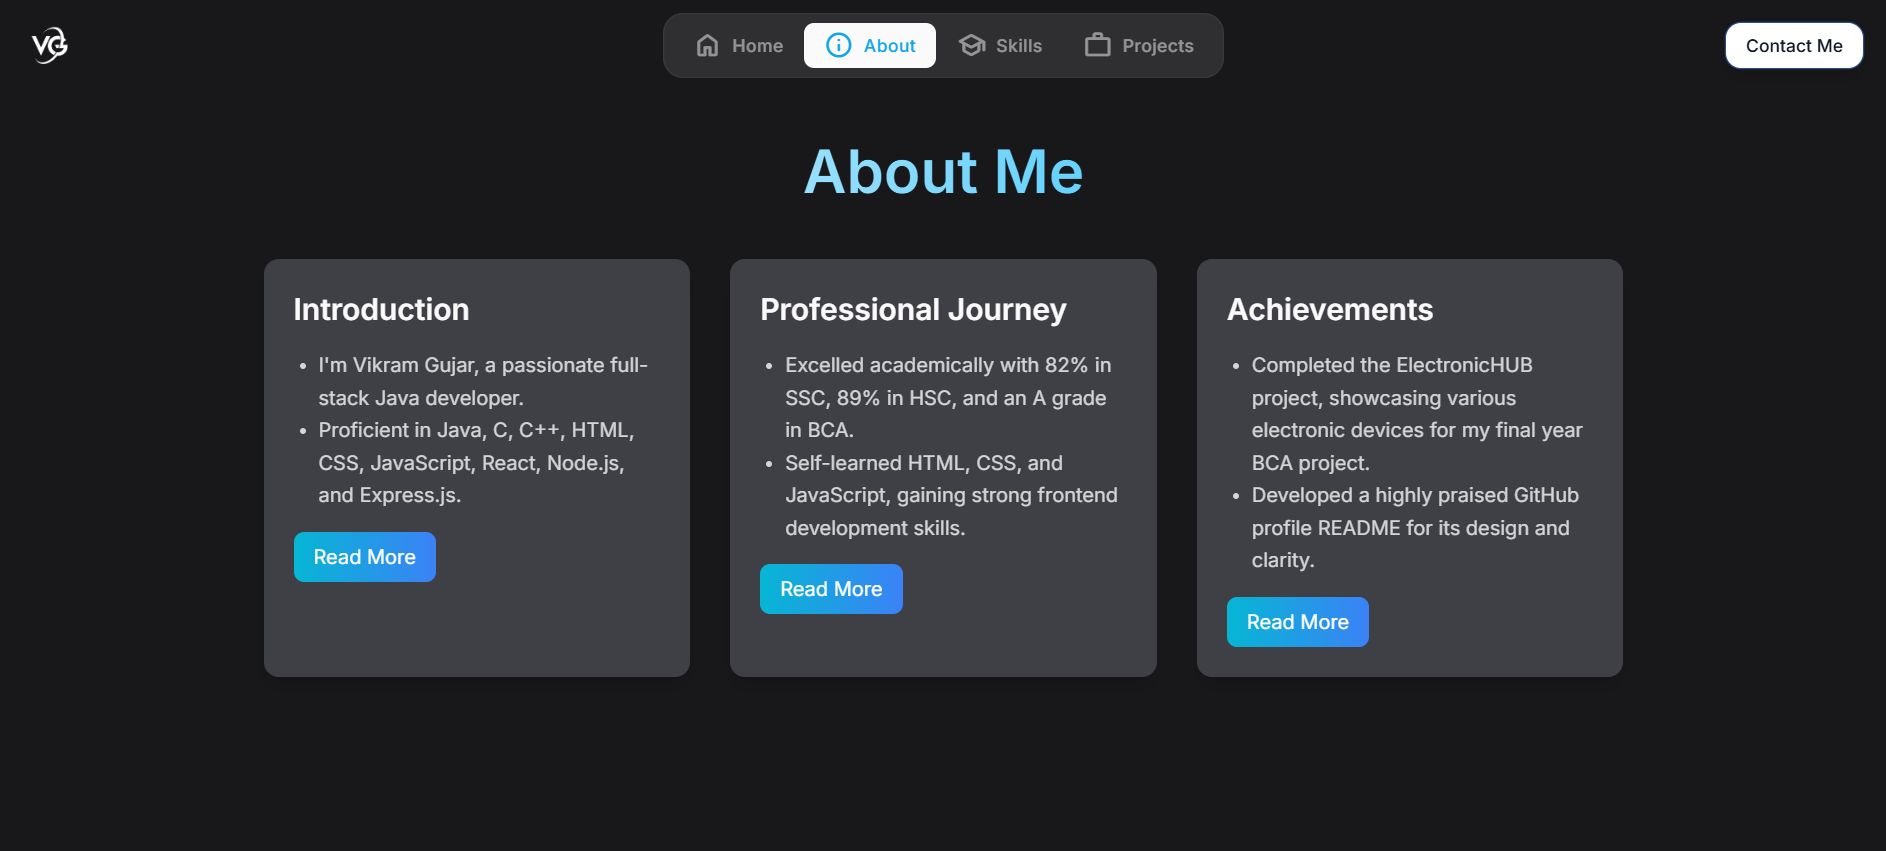 VG
Home
About
Skills
Projects
Contact Me
About Me
Introduction
• I'm Vikram Gujar, a passionate full-
stack Java developer.
• Proficient in Java, C, C++, HTML,
CSS, JavaScript, React, Node.js,
and Express.js.
Read More
Professional Journey
• Excelled academically with 82% in
SSC, 89% in HSC, and an A grade
in BCA.
• Self-learned HTML, CSS, and
JavaScript, gaining strong frontend
development skills.
Read More
Achievements
• Completed the ElectronicHUB
project, showcasing various
electronic devices for my final year
BCA project.
• Developed a highly praised GitHub
profile README for its design and
clarity.
Read More